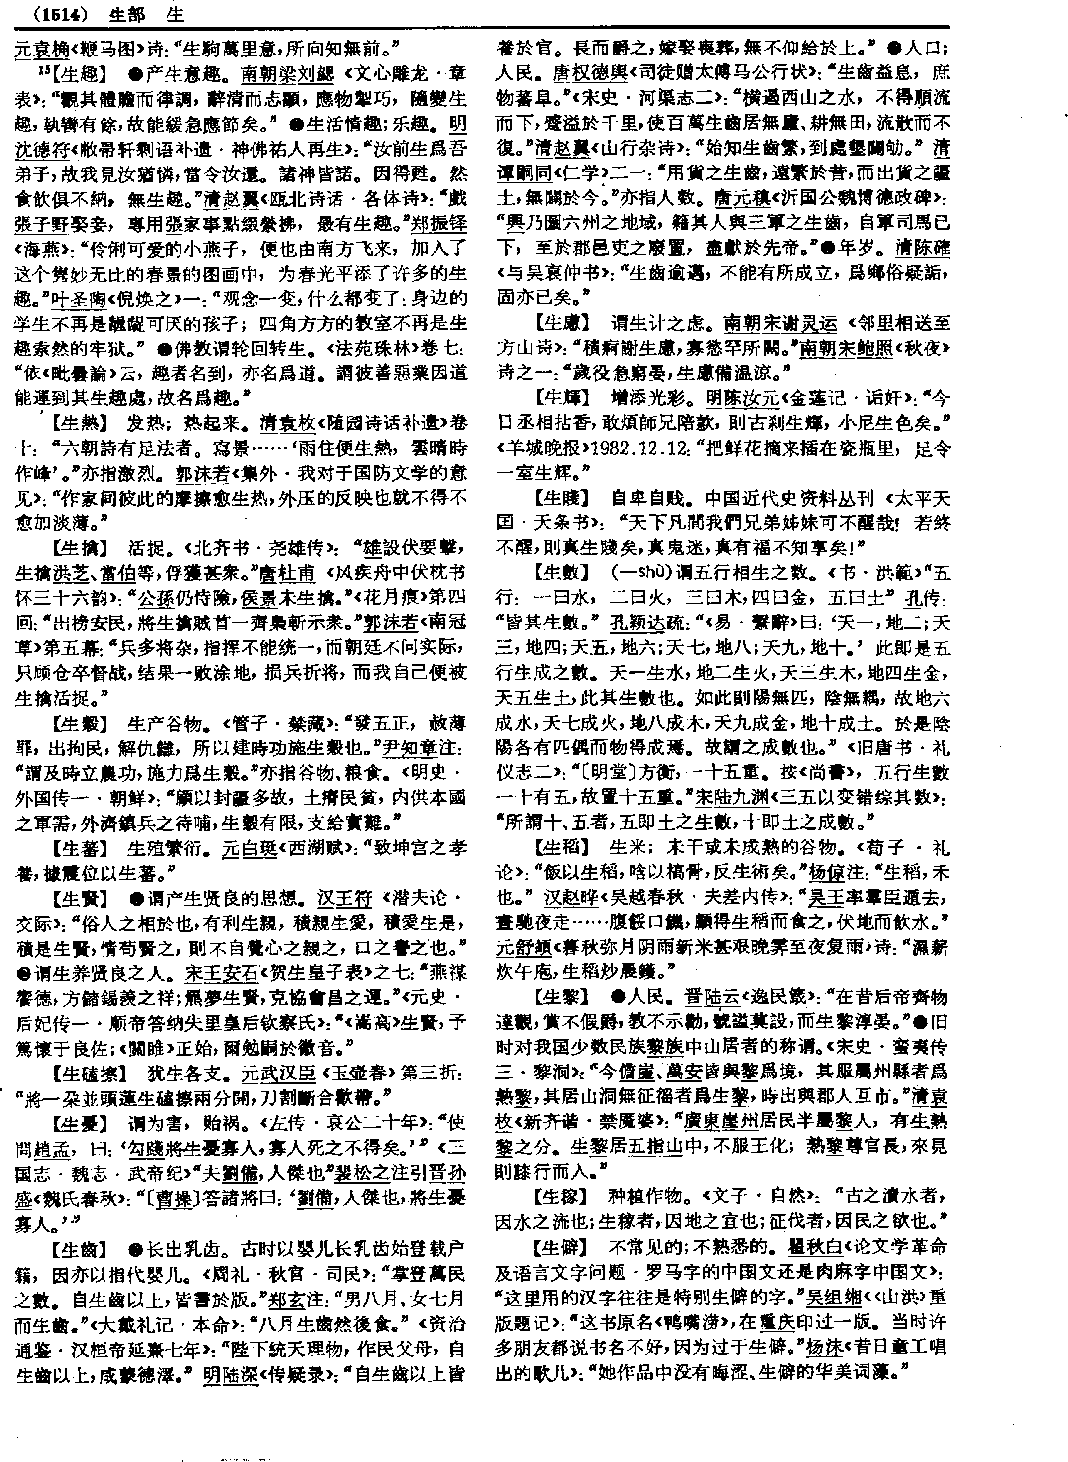 （1514） 生部 生
元袁桷《鞭马图》诗：“生駒萬里意，所向知無前。”
15【生趣】 ❶产生意趣。南朝梁刘勰《文心雕龙·章
表》：“觀其體贍而律調，辭清而志顯，應物掣巧，隨變生
趣，執轡有餘，故能緩急應節矣。”❷生活情趣；乐趣。明
沈德符《敝帚轩剩语补遗·神佛祐人再生》：“汝前生爲吾
弟子，故我見汝猶憐，當令汝還。諸神皆諾。因得甦。然
食飲俱不納，無生趣。”清赵翼《瓯北诗话·各体诗》：“戲
張子野娶妾，專用張家事點綴縈拂，最有生趣。”郑振铎
《海燕》：“伶俐可爱的小燕子，便也由南方飞来，加入了
这个隽妙无比的春景的图画中，为春光平添了许多的生
趣。”叶圣陶《倪焕之》一：“观念一变，什么都变了：身边的
学生不再是龌龊可厌的孩子；四角方方的教室不再是生
趣索然的牢狱。”❸佛教谓轮回转生。《法苑珠林》卷七：
“依《毗曇論》云，趣者名到，亦名爲道。謂彼善惡業因道
能運到其生趣處，故名爲趣。”
【生熱】 发热；热起来。清袁枚《随园诗话补遗》卷
十：“六朝詩有足法者。寫景……‘雨住便生熱，雲晴時
作峰’。”亦指激烈。郭沫若《集外·我对于国防文学的意
见》：“作家间彼此的摩擦愈生热，外压的反映也就不得不
愈加淡薄。”
【生擒】 活捉。《北齐书·尧雄传》：“雄設伏要擊，
生擒洪芝、當伯等，俘獲甚衆。”唐杜甫《风疾舟中伏枕书
怀三十六韵》：“公孫仍恃險，侯景未生擒。”《花月痕》第四
回：“出榜安民，將生擒賊首一齊梟斬示衆。”郭沫若《南冠
草》第五幕：“兵多将杂，指挥不能统一，而朝廷不问实际，
只顾仓卒督战，结果一败涂地，损兵折将，而我自己便被
生擒活捉。”
【生穀】 生产谷物。《管子·禁藏》：“發五正，赦薄
罪，出拘民，解仇讎，所以建時功施生穀也。”尹知章注：
“謂及時立農功，施力爲生穀。”亦指谷物、粮食。《明史·
外国传一·朝鲜》：“顧以封疆多故，土瘠民貧，内供本國
之軍需，外濟鎮兵之待哺，生穀有限，支給實難。”
【生蕃】 生殖繁衍。元白珽《西湖赋》：“致坤宫之孝
養，據震位以生蕃。”
【生賢】 ❶谓产生贤良的思想。汉王符《潜夫论·
交际》：“俗人之相於也，有利生親，積親生愛，積愛生是，
積是生賢，情苟賢之，則不自覺心之親之，口之譽之也。”
❷谓生养贤良之人。宋王安石《贺生皇子表》之七：“燕謀
詒德，方儲錫羨之祥；羆夢生賢，克協會昌之運。”《元史·
后妃传一·顺帝答纳失里皇后钦察氏》：“《嵩高》生賢，予
篤懷于良佐；《關雎》正始，爾勉嗣於徽音。”
【生磕擦】 犹生各支。元武汉臣《玉壶春》第三折：
“將一朵並頭蓮生磕擦兩分開，刀割斷合歡帶。”
【生憂】 谓为害，贻祸。《左传·哀公二十年》：“使
問趙孟，曰：‘勾踐將生憂寡人，寡人死之不得矣。’”《三
国志·魏志·武帝纪》“夫劉備，人傑也”裴松之注引晋孙
盛《魏氏春秋》：“〔曹操〕答諸將曰：‘劉備，人傑也，將生憂
寡人。’”
【生齒】 ❶长出乳齿。古时以婴儿长乳齿始登载户
籍，因亦以指代婴儿。《周礼·秋官·司民》：“掌登萬民
之數。自生齒以上，皆書於版。”郑玄注：“男八月、女七月
而生齒。”《大戴礼记·本命》：“八月生齒然後食。”《资治
通鉴·汉桓帝延熹七年》：“陛下統天理物，作民父母，自
生齒以上，咸蒙德澤。”明陆深《传疑录》：“自生齒以上皆
養於官。長而爵之，嫁娶喪葬，無不仰給於上。”❷人口；
人民。唐权德舆《司徒赠太傅马公行状》：“生齒益息，庶
物蕃阜。”《宋史·河渠志二》：“横遏西山之水，不得順流
而下，蹙溢於千里，使百萬生齒居無廬、耕無田，流散而不
復。”清赵翼《山行杂诗》：“始知生齒繁，到處墾闢劬。”清
谭嗣同《仁学》二一：“用貨之生齒，遠繁於昔，而出貨之疆
土，無闢於今。”亦指人数。唐元稹《沂国公魏博德政碑》：
“興乃圖六州之地域，籍其人與三軍之生齒，自軍司馬已
下，至於郡邑吏之廢置，盡獻於先帝。”❸年岁。清陈確
《与吴裒仲书》：“生齒逾邁，不能有所成立，爲鄉俗疑詬，
固亦已矣。”
【生慮】 谓生计之虑。南朝宋谢灵运《邻里相送至
方山诗》：“積痾謝生慮，寡慾罕所闕。”南朝宋鲍照《秋夜》
诗之一：“歲役急窮晏，生慮備温涼。”
【生輝】 增添光彩。明陈汝元《金莲记·诟奸》：“今
日丞相拈香，敢煩師兄陪歡，則古刹生輝，小尼生色矣。”
《羊城晚报》1982.12.12：“把鲜花摘来插在瓷瓶里，足令
一室生辉。”
【生賤】 自卑自贱。中国近代史资料丛刊《太平天
囯·天条书》：“天下凡間我們兄弟姊妹可不醒哉！若終
不醒，則真生賤矣，真鬼迷，真有福不知享矣！”
【生數】 （—shù）谓五行相生之数。《书·洪範》“五
行：一曰水，二曰火，三曰木，四曰金，五曰土”孔传：
“皆其生數。”孔颖达疏：“《易·繫辭》曰：‘天一，地二；天
三，地四；天五，地六；天七，地八；天九，地十。’此即是五
行生成之數。天一生水，地二生火，天三生木，地四生金，
天五生土，此其生數也。如此則陽無匹，陰無耦，故地六
成水，天七成火，地八成木，天九成金，地十成土。於是陰
陽各有匹偶而物得成焉。故謂之成數也。”《旧唐书·礼
仪志二》：“〔明堂〕方衡，一十五重。按《尚書》，五行生數
一十有五，故置十五重。”宋陆九渊《三五以变错综其数》：
“所謂十、五者，五即土之生數，十即土之成數。”
【生稻】 生米；未干或未成熟的谷物。《荀子·礼
论》：“飯以生稻，唅以槁骨，反生術矣。”杨倞注：“生稻，禾
也。”汉赵晔《吴越春秋·夫差内传》：“吴王率羣臣遁去，
晝馳夜走……腹餒口饑，顧得生稻而食之，伏地而飲水。”
元舒頔《暮秋弥月阴雨新米甚艰晚霁至夜复雨》诗：“濕薪
炊午庖，生稻炒晨鑊。”
【生黎】 ❶人民。晋陆云《逸民箴》：“在昔后帝齊物
達觀，賞不假爵，教不示勸，號謚莫設，而生黎淳晏。”❷旧
时对我国少数民族黎族中山居者的称谓。《宋史·蛮夷传
三·黎洞》：“今儋崖、萬安皆與黎爲境，其服屬州縣者爲
熟黎，其居山洞無征徭者爲生黎，時出與郡人互市。”清袁
枚《新齐谐·禁魇婆》：“廣東崖州居民半屬黎人，有生熟
黎之分。生黎居五指山中，不服王化；熟黎尊官長，來見
則膝行而入。”
【生稼】 种植作物。《文子·自然》：“古之瀆水者，
因水之流也；生稼者，因地之宜也；征伐者，因民之欲也。”
【生僻】 不常见的；不熟悉的。瞿秋白《论文学革命
及语言文字问题·罗马字的中国文还是肉麻字中国文》：
“这里用的汉字往往是特别生僻的字。”吴组缃《〈山洪〉重
版题记》：“这书原名《鸭嘴涝》，在重庆印过一版。当时许
多朋友都说书名不好，因为过于生僻。”杨沫《昔日童工唱
出的歌儿》：“她作品中没有晦涩、生僻的华美词藻。”